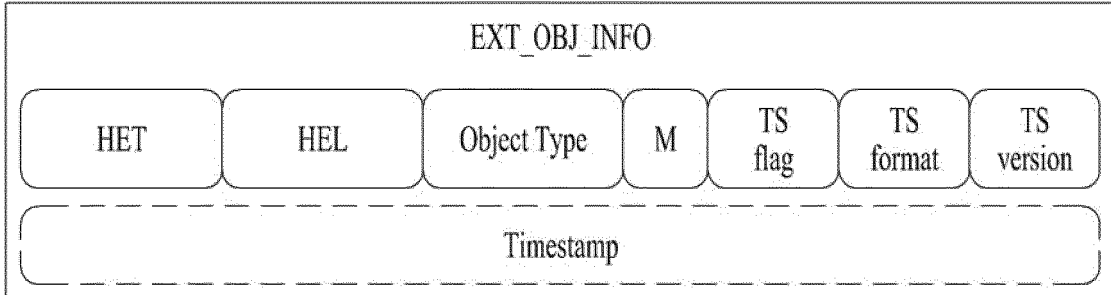 EXT_OBJ_INFO
HET HEL Object Type M TS flag TS format TS version
Timestamp